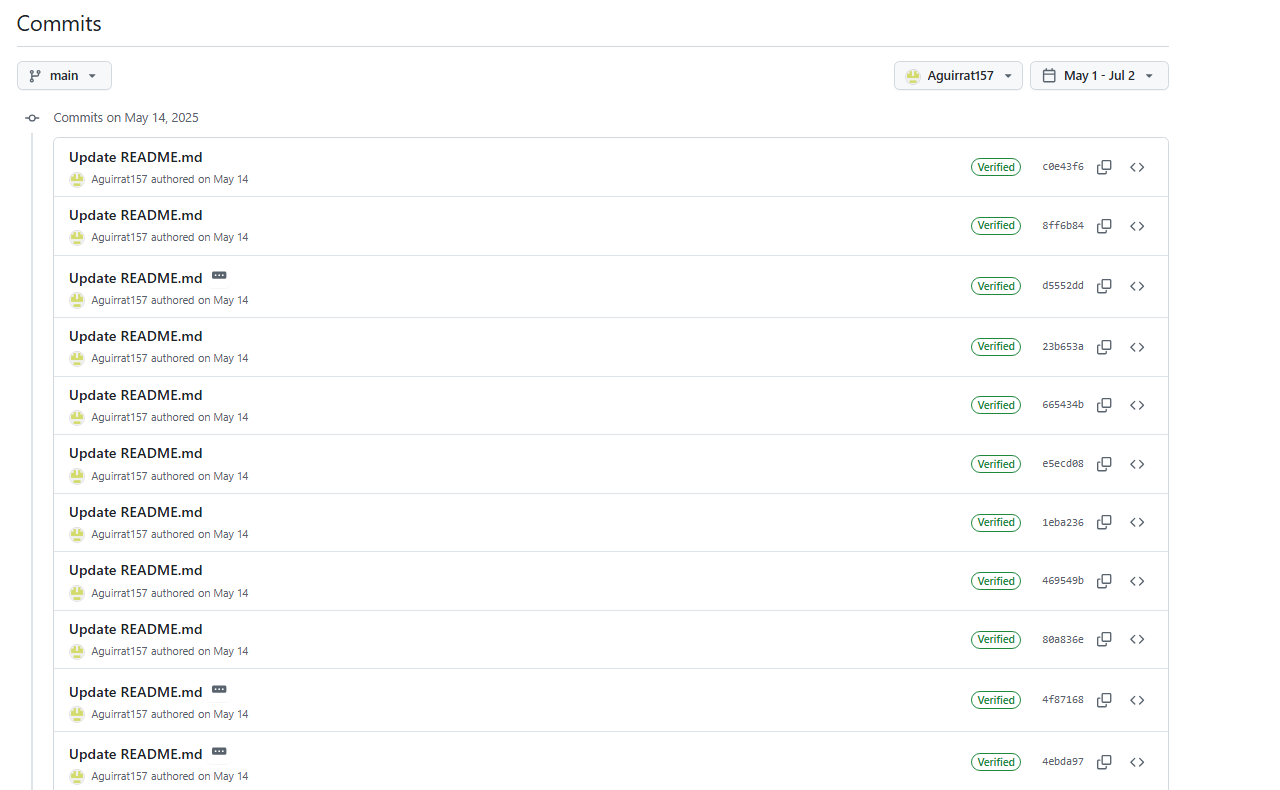 Commits
main
Aguirrat157
May 1 - Jul 2
Commits on May 14, 2025
Update README.md
Aguirrat157 authored on May 14
Verified
c0e43f6
Update README.md
Aguirrat157 authored on May 14
Verified
8ff6b84
Update README.md
Aguirrat157 authored on May 14
Verified
d5552dd
Update README.md
Aguirrat157 authored on May 14
Verified
23b653a
Update README.md
Aguirrat157 authored on May 14
Verified
665434b
Update README.md
Aguirrat157 authored on May 14
Verified
e5ecd08
Update README.md
Aguirrat157 authored on May 14
Verified
1eba236
Update README.md
Aguirrat157 authored on May 14
Verified
469549b
Update README.md
Aguirrat157 authored on May 14
Verified
80a836e
Update README.md
Aguirrat157 authored on May 14
Verified
4f87168
Update README.md
Aguirrat157 authored on May 14
Verified
4ebda97